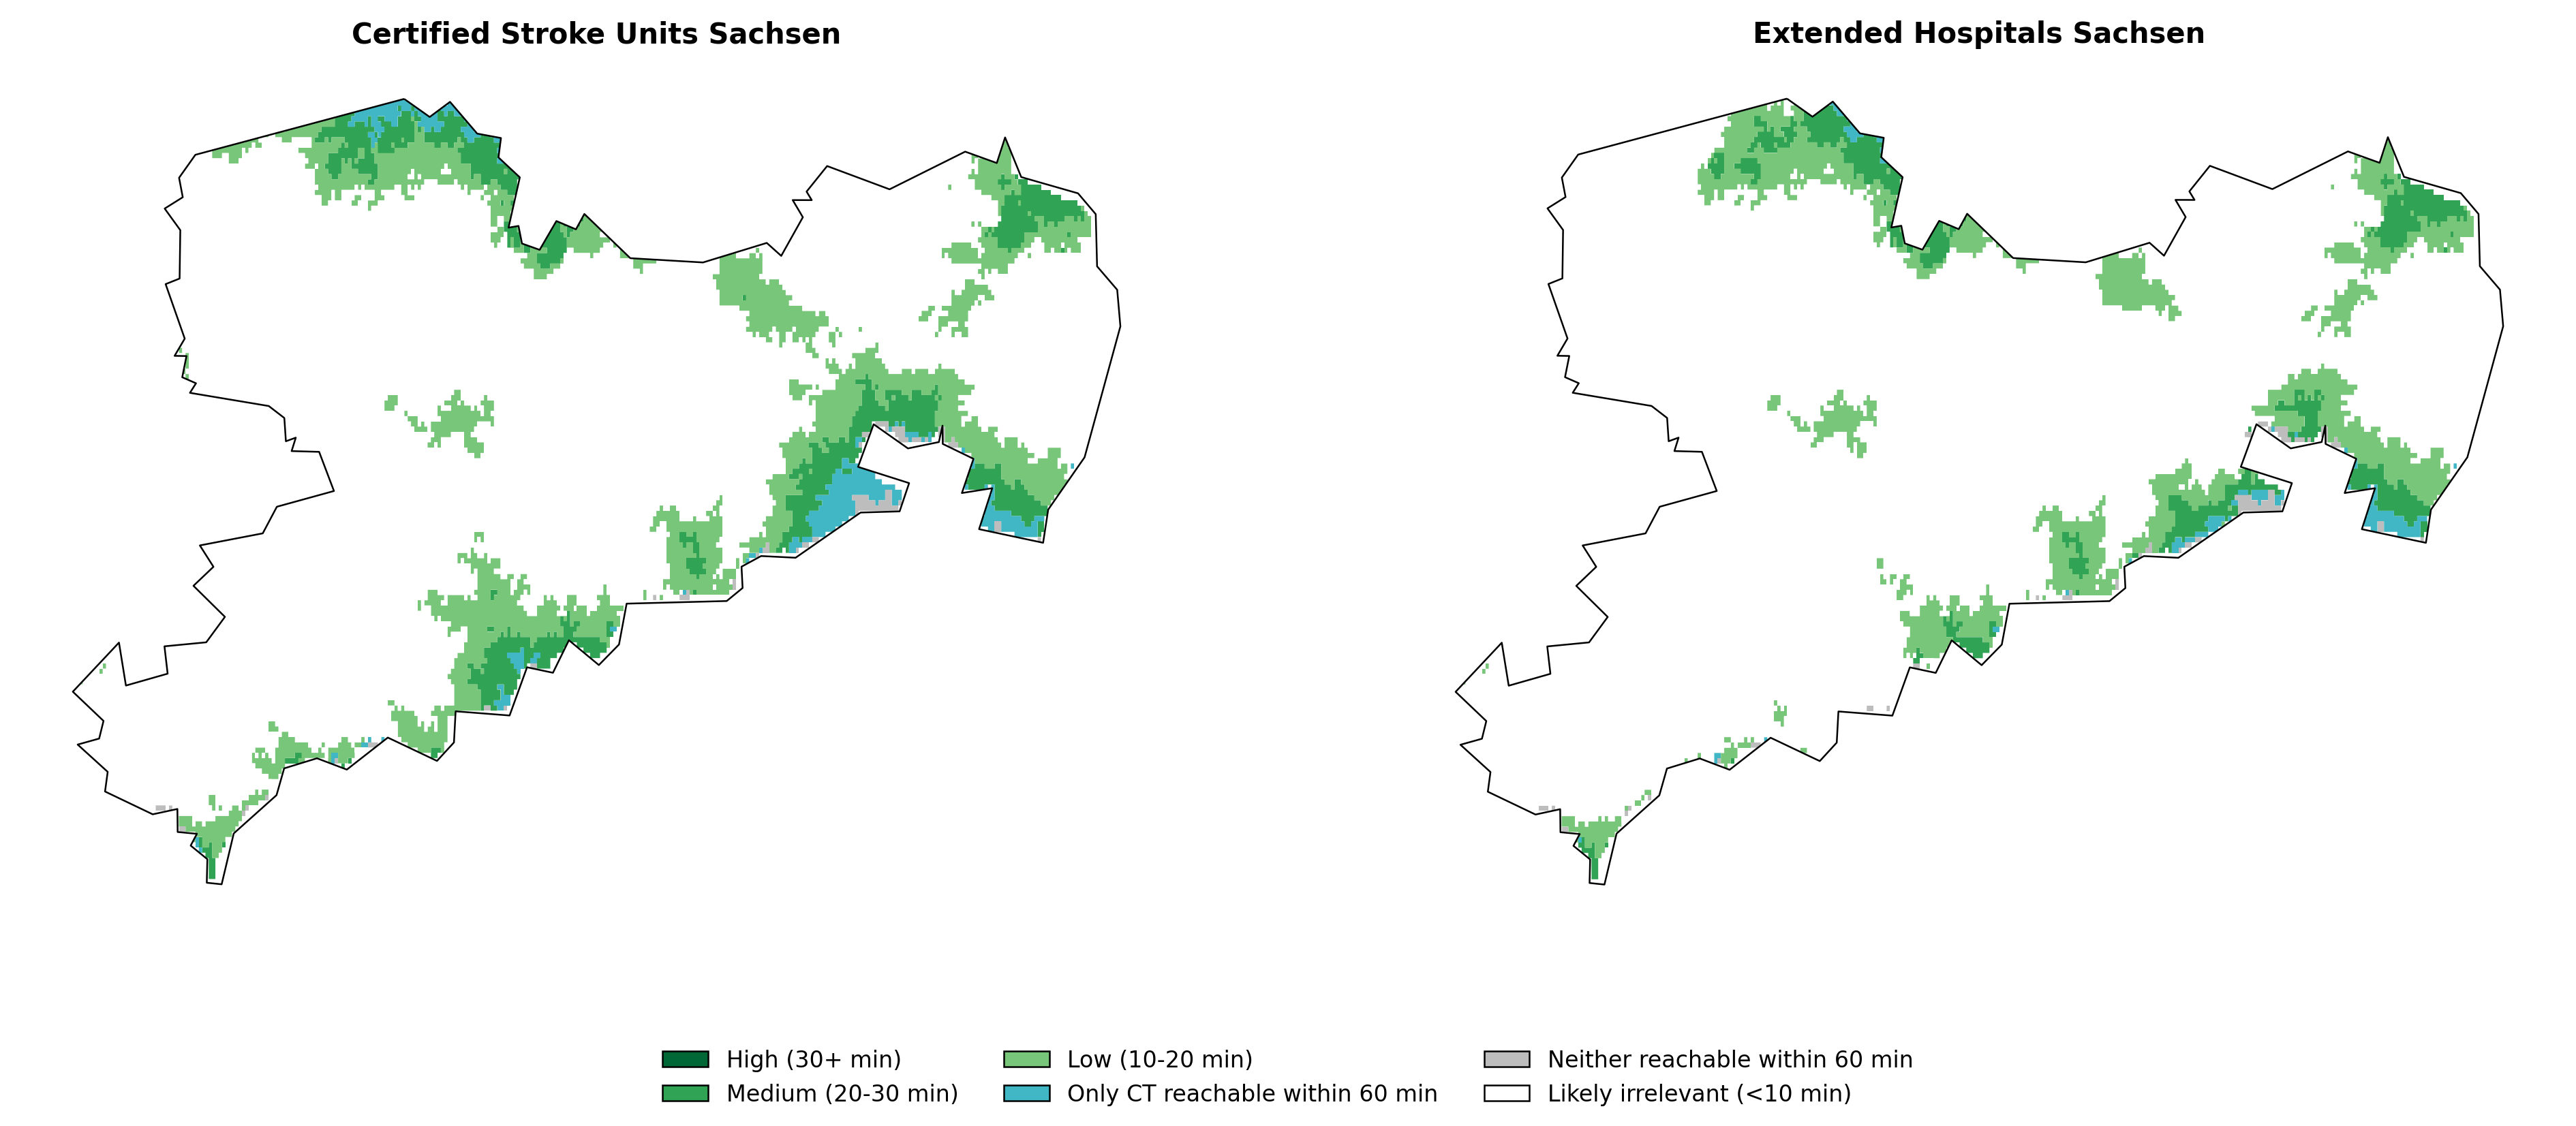 Certified Stroke Units Sachsen
Extended Hospitals Sachsen
High (30+ min)
Medium (20-30 min)
Low (10-20 min)
Only CT reachable within 60 min
Neither reachable within 60 min
Likely irrelevant (<10 min)